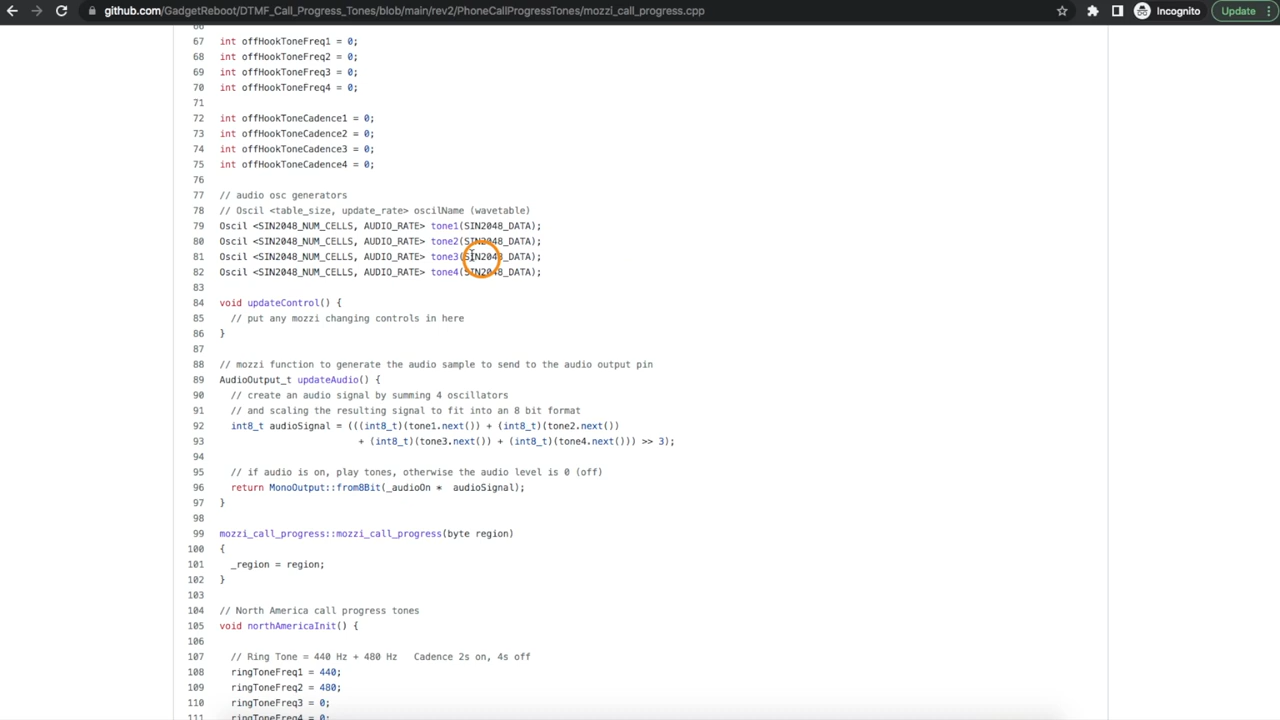 github.com/GadgetReboot/DTMF_Call_Progress_Tones/blob/main/rev2/PhoneCallProgressTones/mozzi_call_progress.cpp
Incognito
Update
66
67 int offHookToneFreq1 = 0;
68 int offHookToneFreq2 = 0;
69 int offHookToneFreq3 = 0;
70 int offHookToneFreq4 = 0;
71
72 int offHookToneCadence1 = 0;
73 int offHookToneCadence2 = 0;
74 int offHookToneCadence3 = 0;
75 int offHookToneCadence4 = 0;
76
77 // audio osc generators
78 // Oscil <table_size, update_rate> oscilName (wavetable)
79 Oscil <SIN2048_NUM_CELLS, AUDIO_RATE> tone1(SIN2048_DATA);
80 Oscil <SIN2048_NUM_CELLS, AUDIO_RATE> tone2(SIN2048_DATA);
81 Oscil <SIN2048_NUM_CELLS, AUDIO_RATE> tone3(SIN2048_DATA);
82 Oscil <SIN2048_NUM_CELLS, AUDIO_RATE> tone4(SIN2048_DATA);
83
84 void updateControl() {
85 // put any mozzi changing controls in here
86 }
87
88 // mozzi function to generate the audio sample to send to the audio output pin
89 AudioOutput_t updateAudio() {
90 // create an audio signal by summing 4 oscillators
91 // and scaling the resulting signal to fit into an 8 bit format
92 int8_t audioSignal = (((int8_t)(tone1.next()) + (int8_t)(tone2.next())
93 + (int8_t)(tone3.next()) + (int8_t)(tone4.next())) >> 3);
94
95 // if audio is on, play tones, otherwise the audio level is 0 (off)
96 return MonoOutput::from8Bit(_audioOn * audioSignal);
97 }
98
99 mozzi_call_progress::mozzi_call_progress(byte region)
100 {
101 _region = region;
102 }
103
104 // North America call progress tones
105 void northAmericaInit() {
106
107 // Ring Tone = 440 Hz + 480 Hz Cadence 2s on, 4s off
108 ringToneFreq1 = 440;
109 ringToneFreq2 = 480;
110 ringToneFreq3 = 0;
111 ringToneFreq4 = 0;